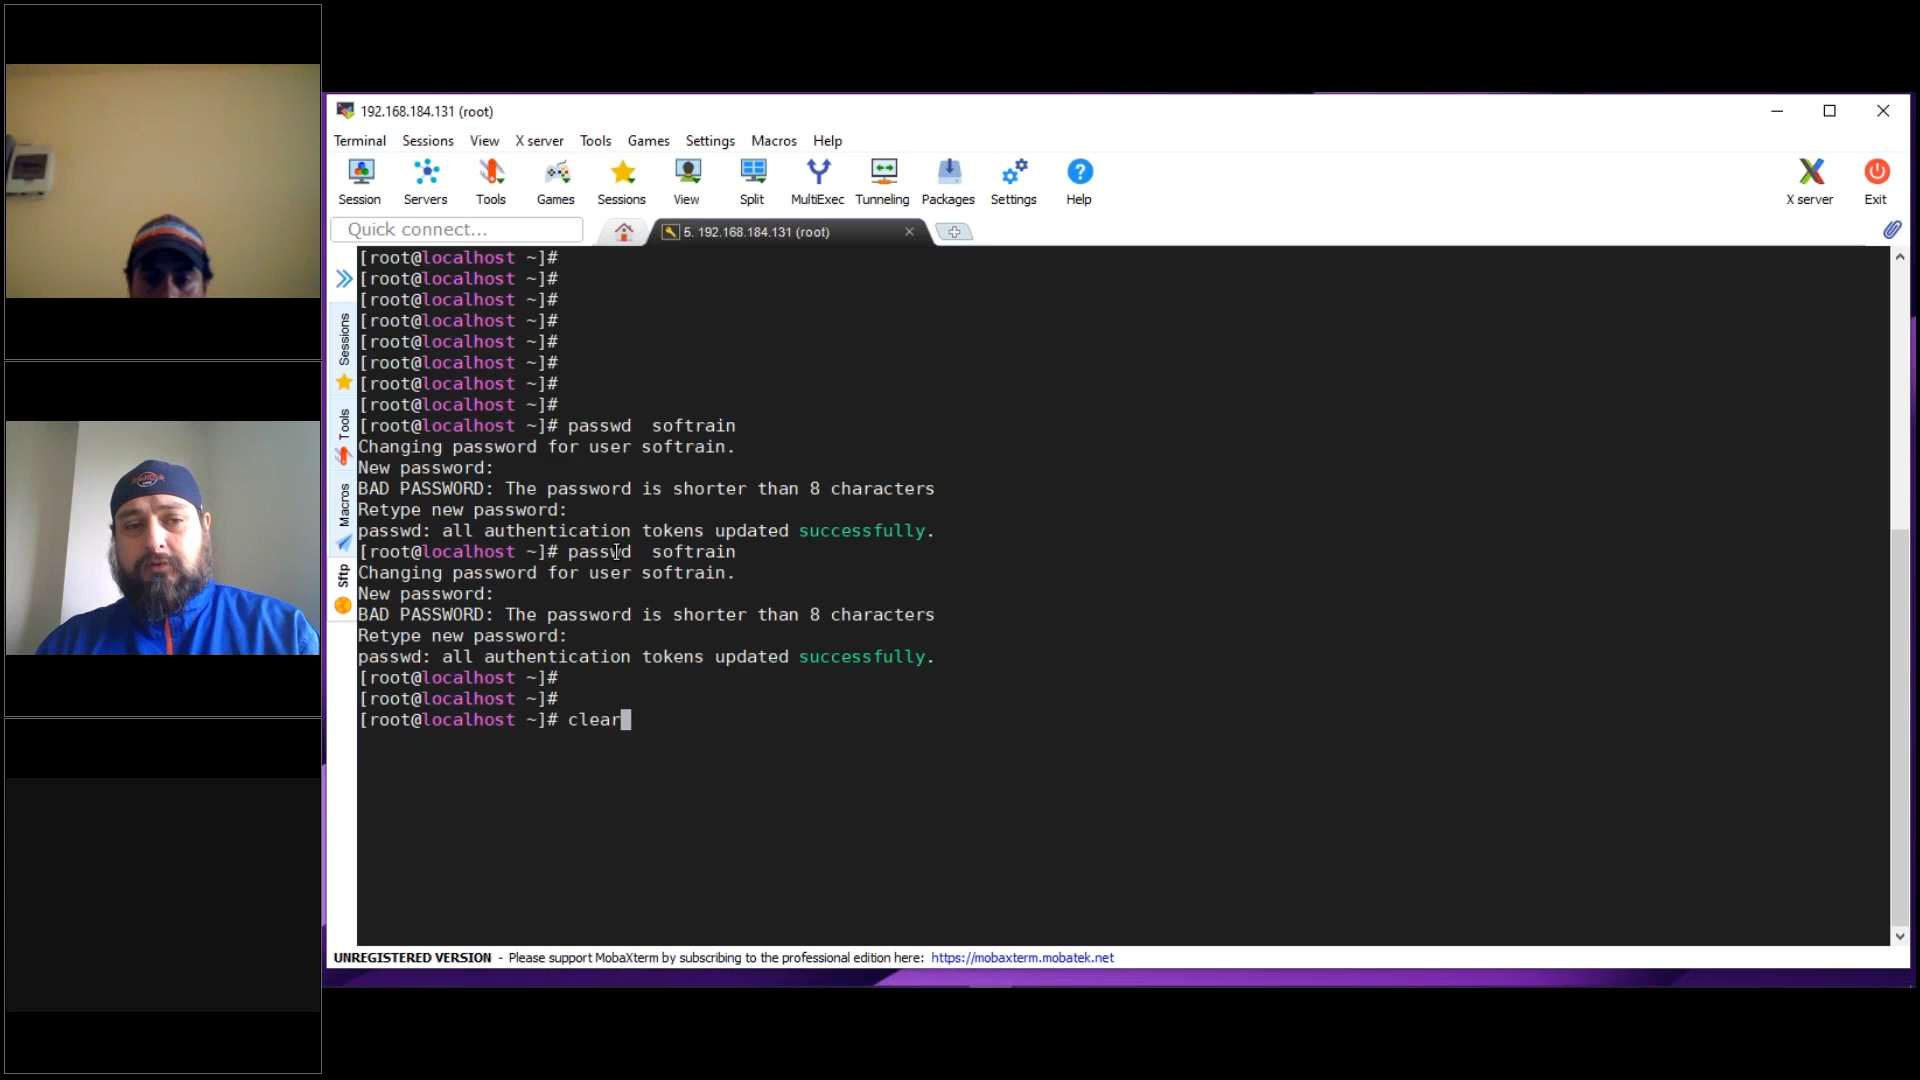 192.168.184.131 (root)
Terminal Sessions View X server Tools Games Settings Macros Help
Session Servers Tools Games Sessions View Split MultiExec Tunneling Packages Settings Help X server Exit
Quick connect...
5. 192.168.184.131 (root)
Sessions
Tools
Macros
Sftp
[root@localhost ~]#
[root@localhost ~]#
[root@localhost ~]#
[root@localhost ~]#
[root@localhost ~]#
[root@localhost ~]#
[root@localhost ~]#
[root@localhost ~]#
[root@localhost ~]# passwd  softrain
Changing password for user softrain.
New password:
BAD PASSWORD: The password is shorter than 8 characters
Retype new password:
passwd: all authentication tokens updated successfully.
[root@localhost ~]# passwd  softrain
Changing password for user softrain.
New password:
BAD PASSWORD: The password is shorter than 8 characters
Retype new password:
passwd: all authentication tokens updated successfully.
[root@localhost ~]#
[root@localhost ~]#
[root@localhost ~]# clear
UNREGISTERED VERSION - Please support MobaXterm by subscribing to the professional edition here: https://mobaxterm.mobatek.net